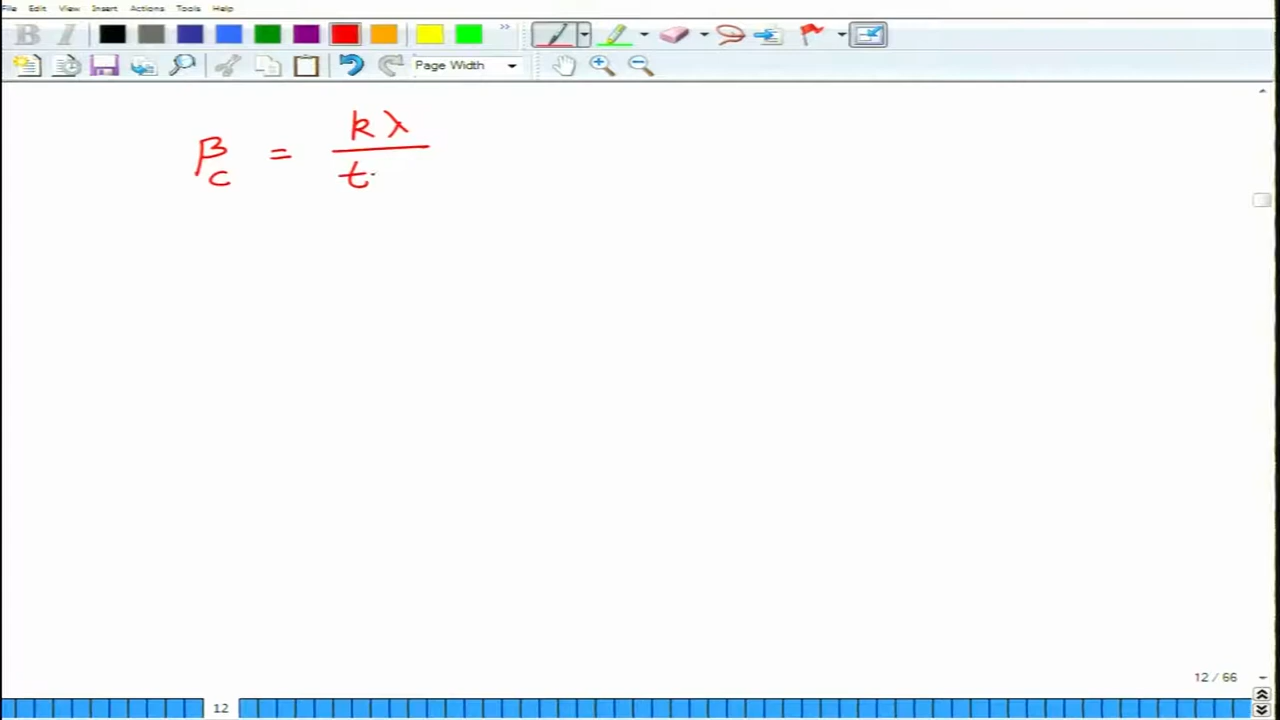 File Edit View Insert Actions Tools Help
B I »
Page Width
β_c = kλ / t
12 / 66
12